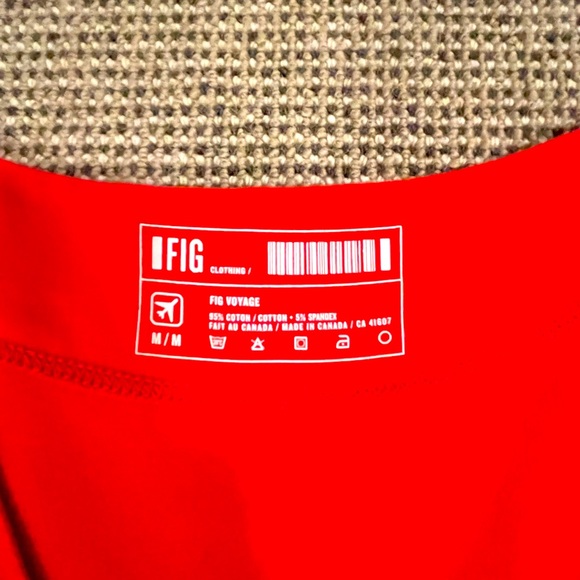 FIG CLOTHING /
FIG VOYAGE
95% COTON / COTTON • 5% SPANDEX
FAIT AU CANADA / MADE IN CANADA / CA 41607
M / M